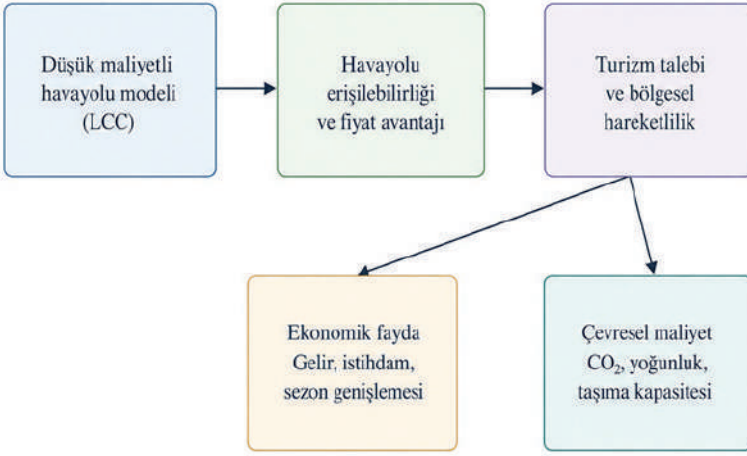 Düşük maliyetli
havayolu modeli
(LCC)
Havayolu
erişilebilirliği
ve fiyat avantajı
Turizm talebi
ve bölgesel
hareketlilik
Ekonomik fayda
Gelir, istihdam,
sezon genişlemesi
Çevresel maliyet
CO₂, yoğunluk,
taşıma kapasitesi